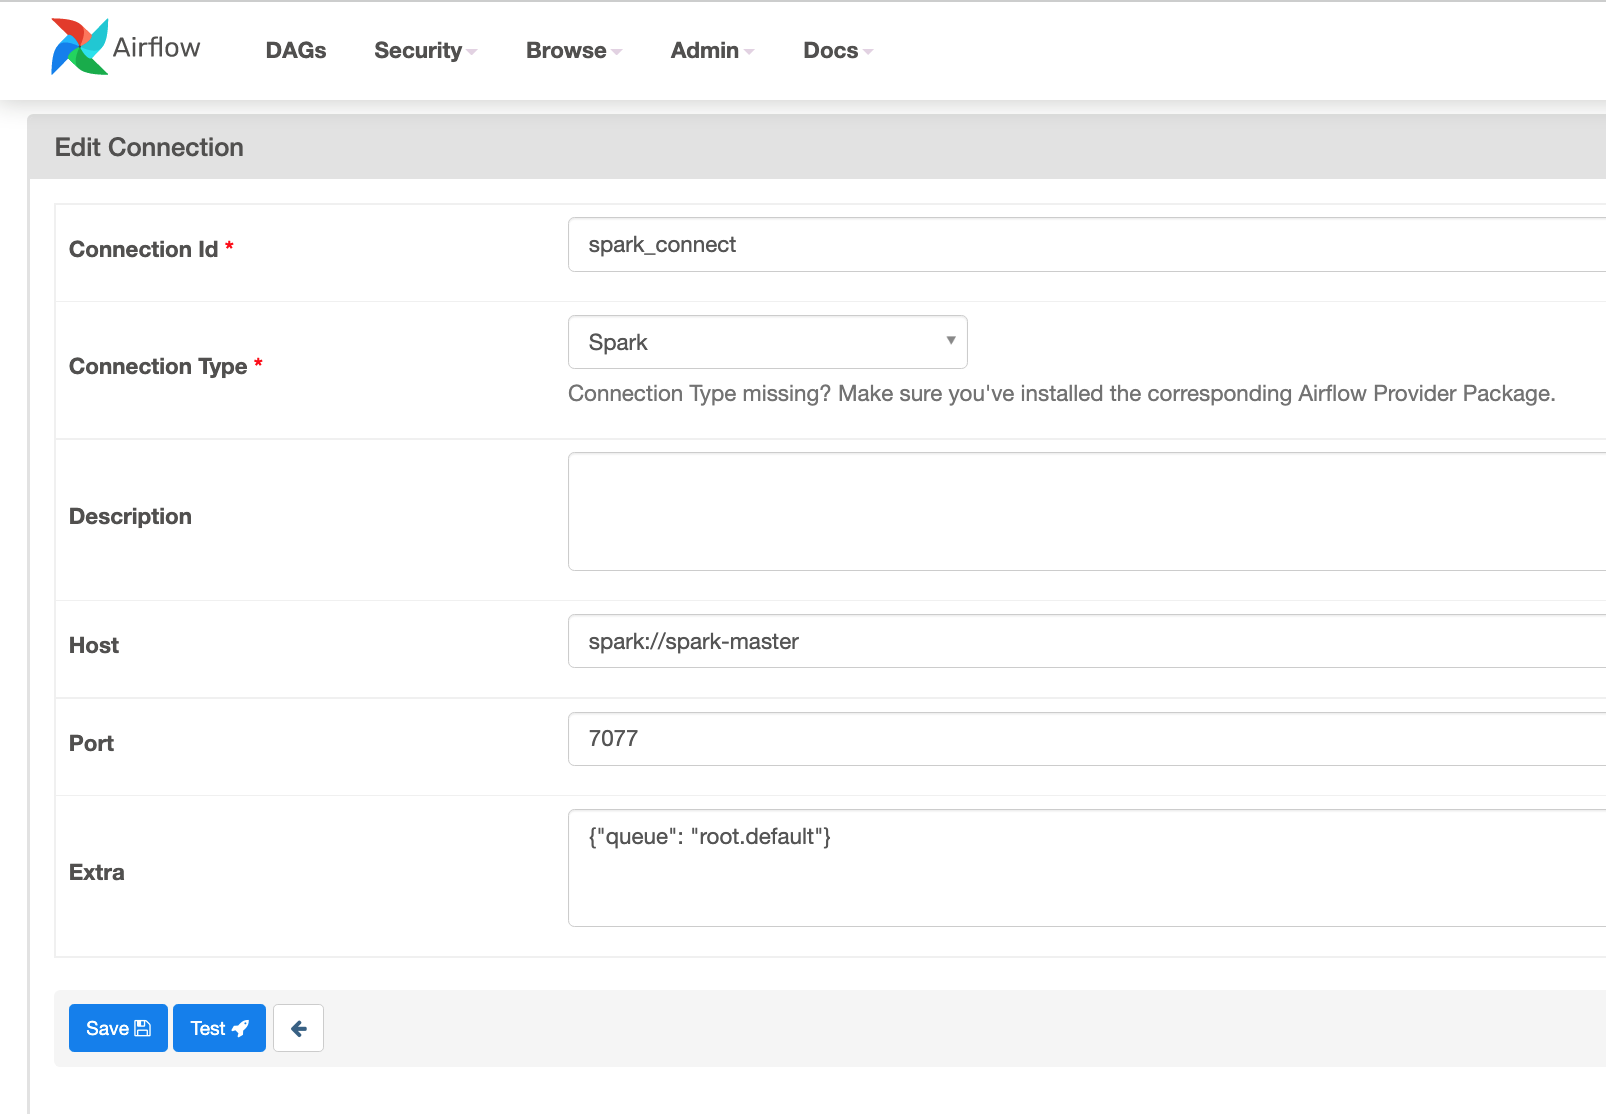 Airflow DAGs Security Browse Admin Docs
Edit Connection
Connection Id * spark_connect
Connection Type * Spark
Connection Type missing? Make sure you've installed the corresponding Airflow Provider Package.
Description
Host spark://spark-master
Port 7077
Extra {"queue": "root.default"}
Save Test